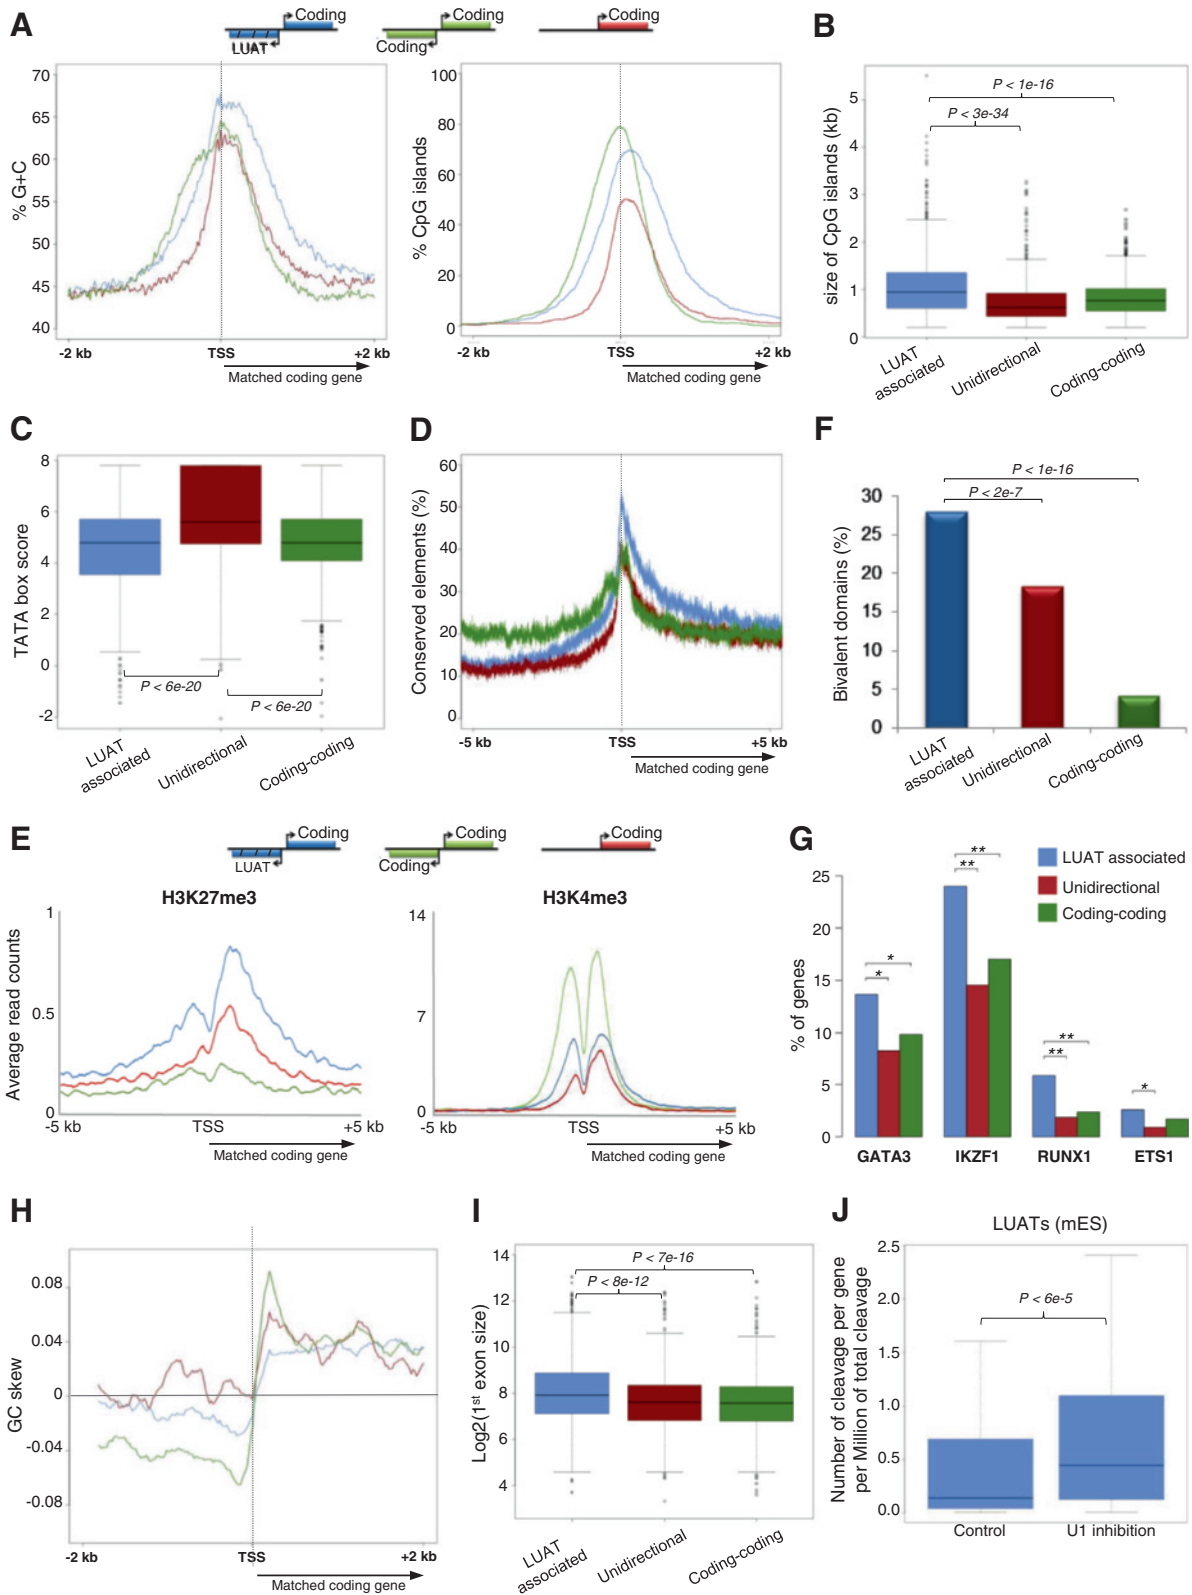 A
Coding
LUAT
Coding
Coding
Coding
% G+C
70
65
60
55
50
45
40
-2 kb
TSS
+2 kb
Matched coding gene
% CpG islands
100
80
60
40
20
0
-2 kb
TSS
+2 kb
Matched coding gene
B
size of CpG islands (kb)
5
4
3
2
1
0
P < 1e-16
P < 3e-34
LUAT
associated
Unidirectional
Coding-coding
C
TATA box score
8
6
4
2
0
-2
P < 6e-20
P < 6e-20
LUAT
associated
Unidirectional
Coding-coding
D
Conserved elements (%)
60
50
40
30
20
10
0
-5 kb
TSS
+5 kb
Matched coding gene
F
Bivalent domains (%)
30
25
20
15
10
5
0
P < 1e-16
P < 2e-7
LUAT
associated
Unidirectional
Coding-coding
E
Coding
LUAT
Coding
Coding
Coding
H3K27me3
Average read counts
1
0.5
0
-5 kb
TSS
+5 kb
Matched coding gene
H3K4me3
14
7
0
-5 kb
TSS
+5 kb
Matched coding gene
G
LUAT associated
Unidirectional
Coding-coding
% of genes
25
20
15
10
5
0
*
*
**
**
**
**
*
GATA3
IKZF1
RUNX1
ETS1
H
GC skew
0.08
0.04
0
-0.04
-0.08
-2 kb
TSS
+2 kb
Matched coding gene
I
Log2(1st exon size)
14
12
10
8
6
4
P < 7e-16
P < 8e-12
LUAT
associated
Unidirectional
Coding-coding
J
LUATs (mES)
Number of cleavage per gene
per Million of total cleavage
2.5
2.0
1.5
1.0
0.5
0.0
P < 6e-5
Control
U1 inhibition